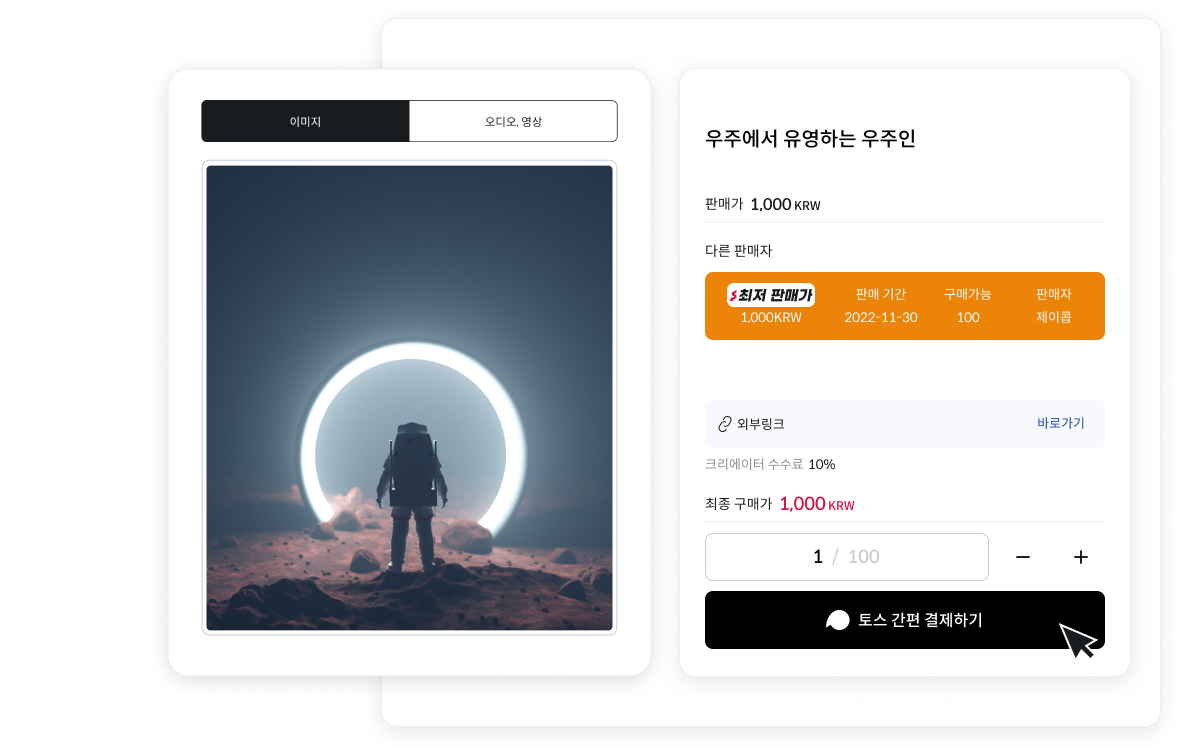 이미지
오디오, 영상
우주에서 유영하는 우주인
판매가 1,000 KRW
다른 판매자
최저 판매가 판매 기간 구매가능 판매자
1,000KRW 2022-11-30 100 제이콥
외부링크 바로가기
크리에이터 수수료 10%
최종 구매가 1,000 KRW
1 / 100 − +
토스 간편 결제하기